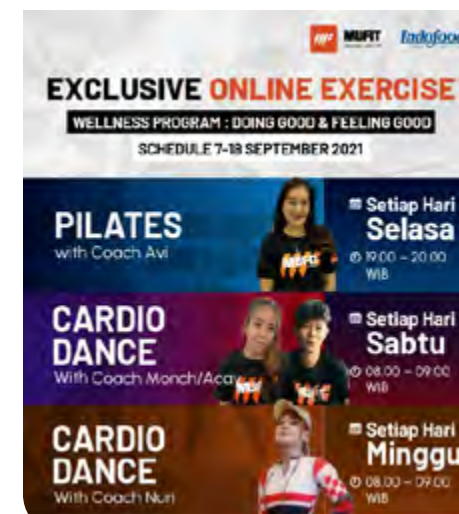 MUFIT
Indofood
EXCLUSIVE ONLINE EXERCISE
WELLNESS PROGRAM : DOING GOOD & FEELING GOOD
SCHEDULE 7-18 SEPTEMBER 2021
PILATES
with Coach Avi
Setiap Hari
Selasa
19.00 – 20.00
WIB
CARDIO
DANCE
With Coach Monch/Acay
Setiap Hari
Sabtu
08.00 – 09.00
WIB
CARDIO
DANCE
With Coach Nuri
Setiap Hari
Minggu
08.00 – 09.00
WIB